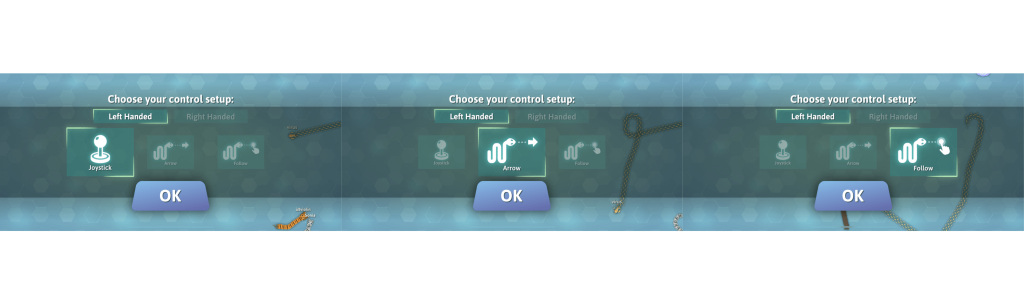 Choose your control setup:
Left Handed Right Handed
Joystick Arrow Follow
OK
Choose your control setup:
Left Handed Right Handed
Joystick Arrow Follow
OK
Choose your control setup:
Left Handed Right Handed
Joystick Arrow Follow
OK